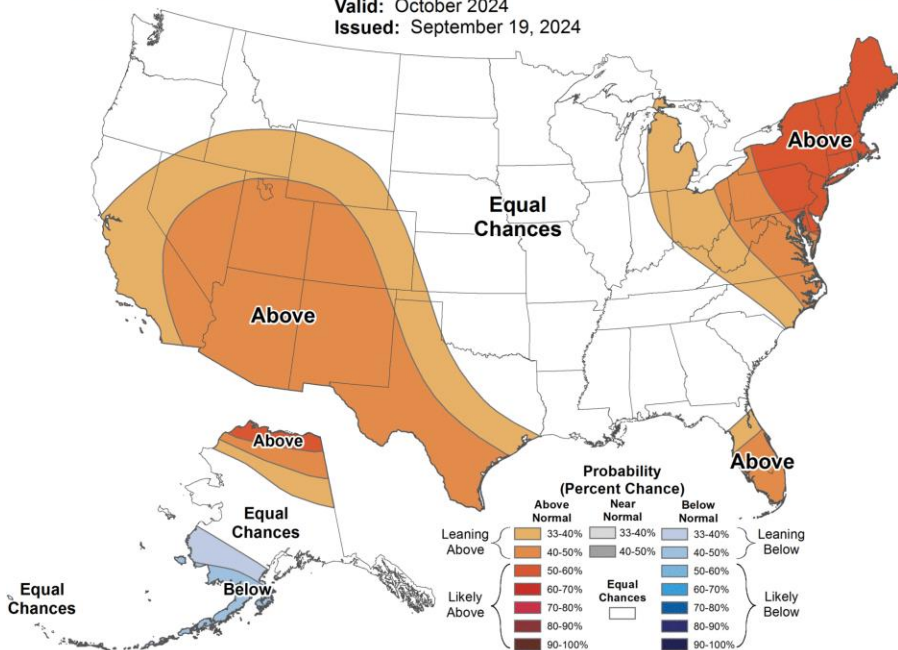 Valid: October 2024
Issued: September 19, 2024
Above
Equal
Chances
Above
Above
Above
Equal
Chances
Below
Equal
Chances
Probability
(Percent Chance)
Above
Normal
Near
Normal
Below
Normal
Leaning
Above
33-40%
33-40%
33-40%
Leaning
Below
40-50%
40-50%
40-50%
Likely
Above
50-60%
60-70%
70-80%
80-90%
90-100%
Equal
Chances
50-60%
60-70%
70-80%
80-90%
90-100%
Likely
Below